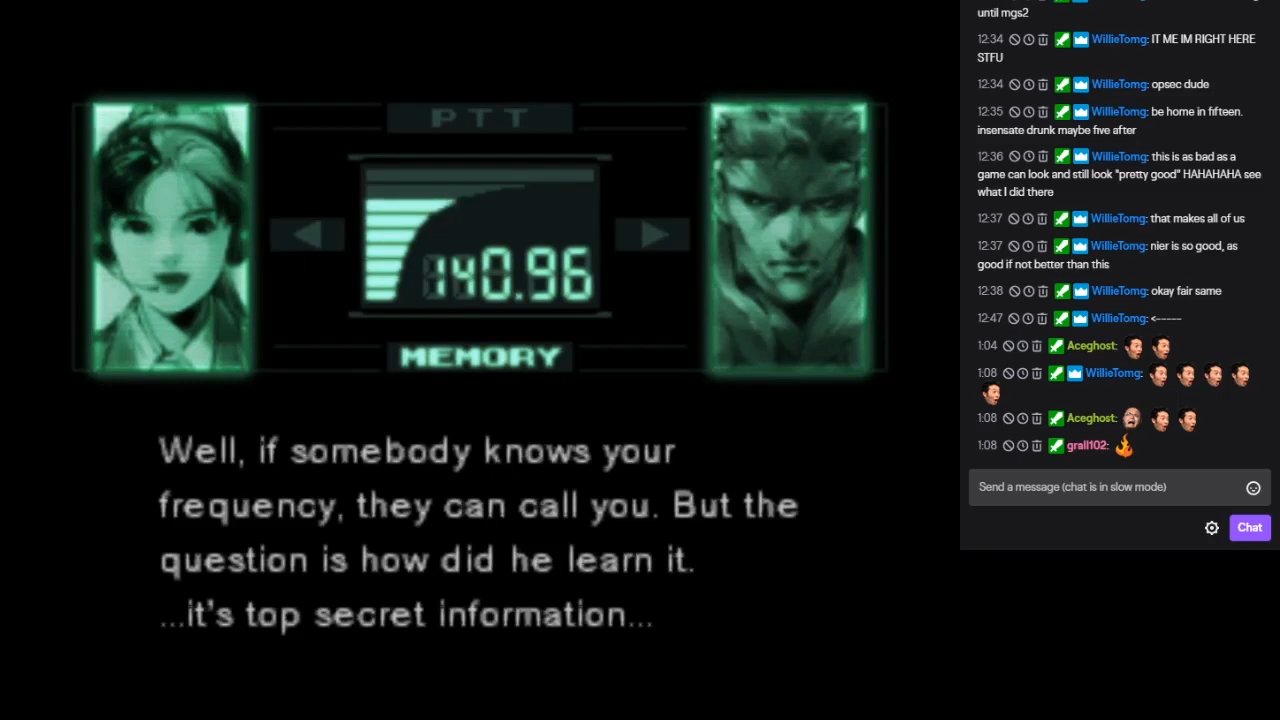 PTT
140.96
MEMORY
Well, if somebody knows your
frequency, they can call you. But the
question is how did he learn it.
...it's top secret information...
until mgs2
12:34 WillieTomg: IT ME IM RIGHT HERE
STFU
12:34 WillieTomg: opsec dude
12:35 WillieTomg: be home in fifteen.
insensate drunk maybe five after
12:36 WillieTomg: this is as bad as a
game can look and still look "pretty good" HAHAHAHA see
what I did there
12:37 WillieTomg: that makes all of us
12:37 WillieTomg: nier is so good, as
good if not better than this
12:38 WillieTomg: okay fair same
12:47 WillieTomg: <-----
1:04 Aceghost:
1:08 WillieTomg:
1:08 Aceghost:
1:08 grall102:
Send a message (chat is in slow mode)
Chat